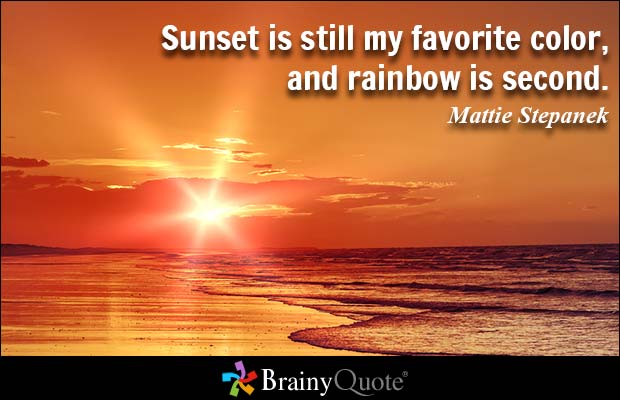 Sunset is still my favorite color,
and rainbow is second.
Mattie Stepanek
BrainyQuote®